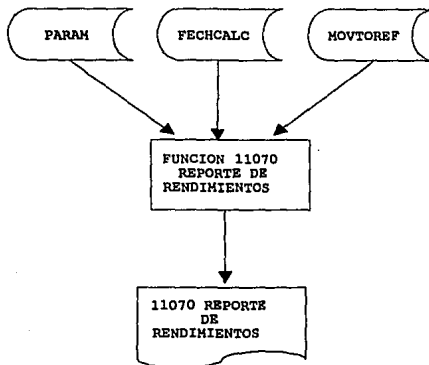 PARAM
FECHCALC
MOVTOREF
FUNCION 11070
REPORTE DE
RENDIMIENTOS
11070 REPORTE
DE
RENDIMIENTOS